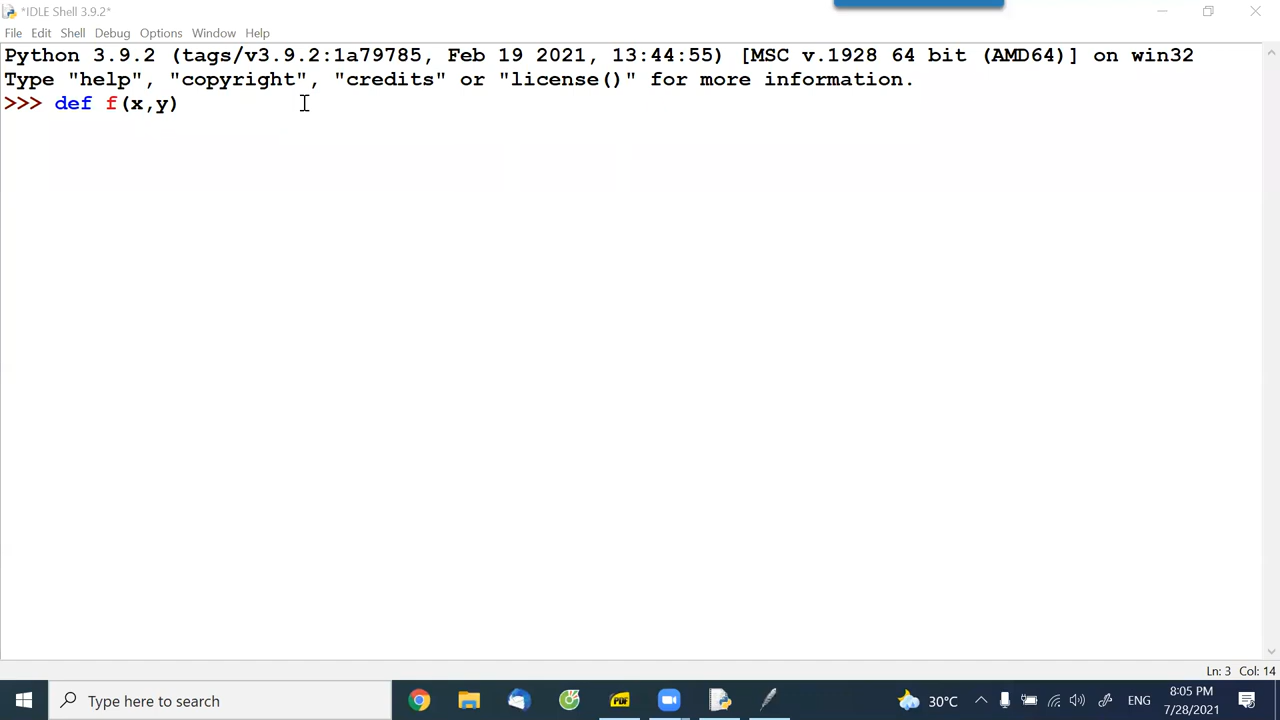 *IDLE Shell 3.9.2*
File Edit Shell Debug Options Window Help
Python 3.9.2 (tags/v3.9.2:1a79785, Feb 19 2021, 13:44:55) [MSC v.1928 64 bit (AMD64)] on win32
Type "help", "copyright", "credits" or "license()" for more information.
>>> def f(x,y)
Ln: 3 Col: 14
Type here to search
PDF
30°C
ENG
8:05 PM
7/28/2021